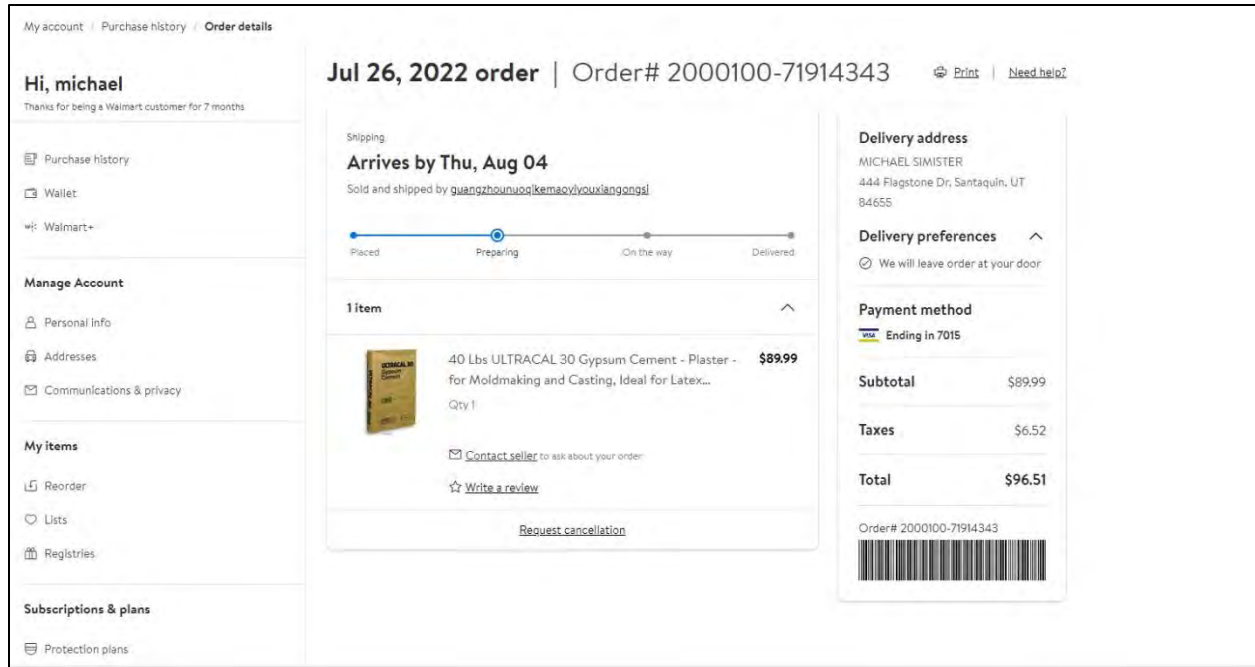 My account / Purchase history / Order details
Hi, michael
Thanks for being a Walmart customer for 7 months
Purchase history
Wallet
Walmart+
Manage Account
Personal info
Addresses
Communications & privacy
My items
Reorder
Lists
Registries
Subscriptions & plans
Protection plans
Jul 26, 2022 order | Order# 2000100-71914343
Print | Need help?
Shipping
Arrives by Thu, Aug 04
Sold and shipped by guangzhounuoqikemaoyiyouxiangongsi
Placed Preparing On the way Delivered
1 item
ULTRACAL 30
Gypsum
Cement
40 Lbs ULTRACAL 30 Gypsum Cement - Plaster - $89.99
for Moldmaking and Casting, Ideal for Latex...
Qty 1
Contact seller to ask about your order
Write a review
Request cancellation
Delivery address
MICHAEL SIMISTER
444 Flagstone Dr, Santaquin, UT
84655
Delivery preferences
We will leave order at your door
Payment method
VISA Ending in 7015
Subtotal $89.99
Taxes $6.52
Total $96.51
Order# 2000100-71914343